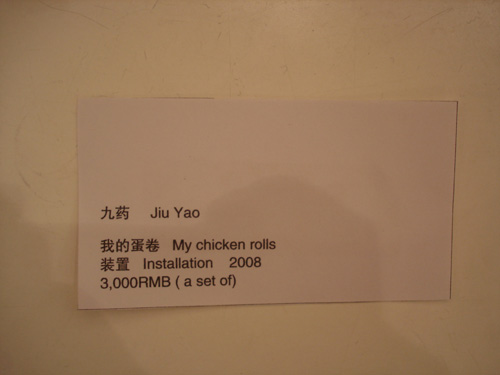 九药 Jiu Yao
我的蛋卷 My chicken rolls
装置 Installation 2008
3,000RMB ( a set of)